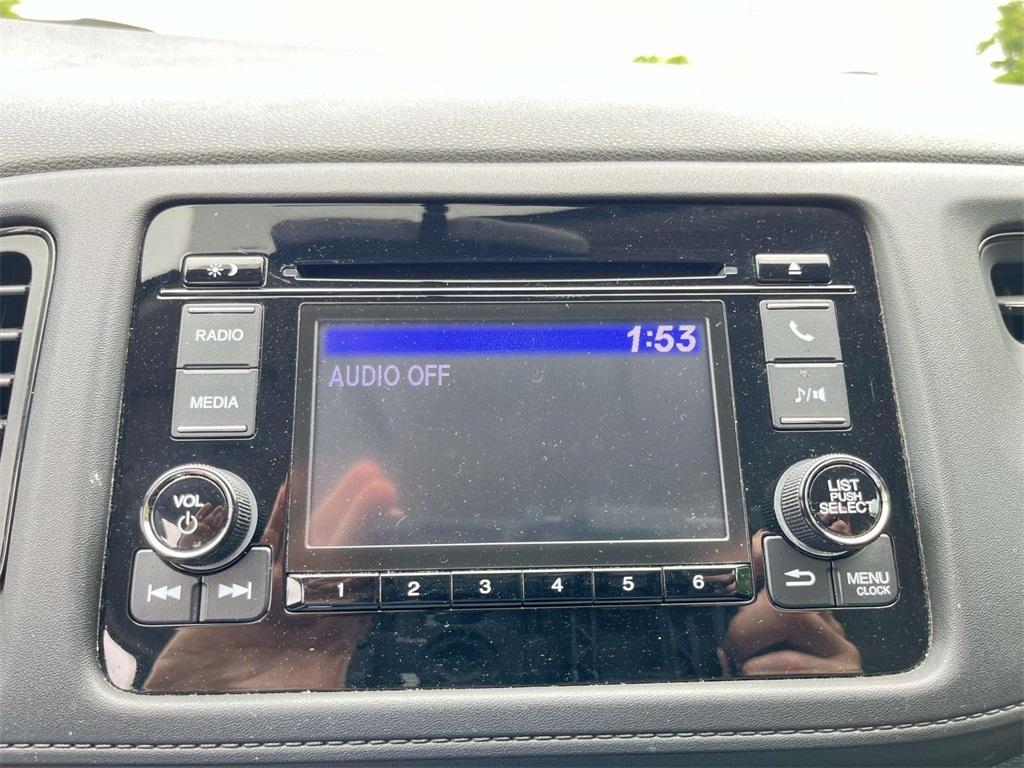 RADIO
MEDIA
1:53
AUDIO OFF
VOL
LIST
PUSH
SELECT
1 2 3 4 5 6
MENU
CLOCK